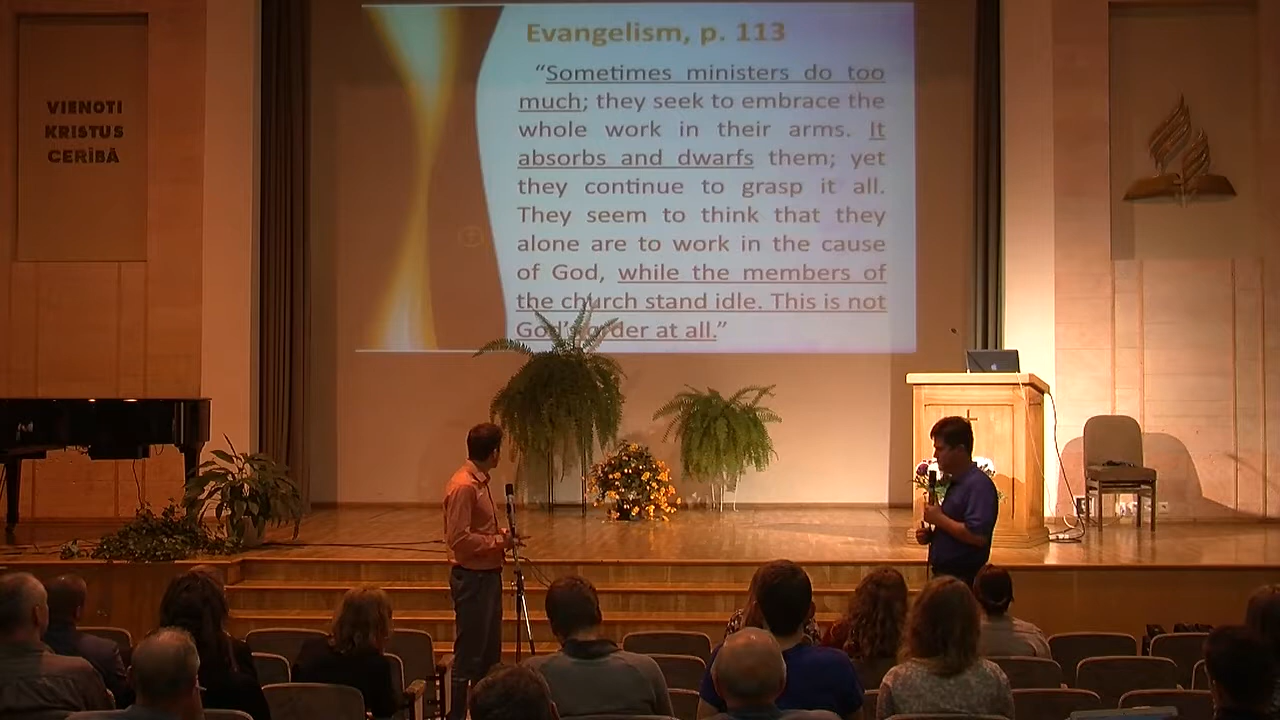 VIENOTI
KRISTUS
CERĪBĀ
Evangelism, p. 113
“Sometimes ministers do too
much; they seek to embrace the
whole work in their arms. It
absorbs and dwarfs them; yet
they continue to grasp it all.
They seem to think that they
alone are to work in the cause
of God, while the members of
the church stand idle. This is not
God’s order at all.”